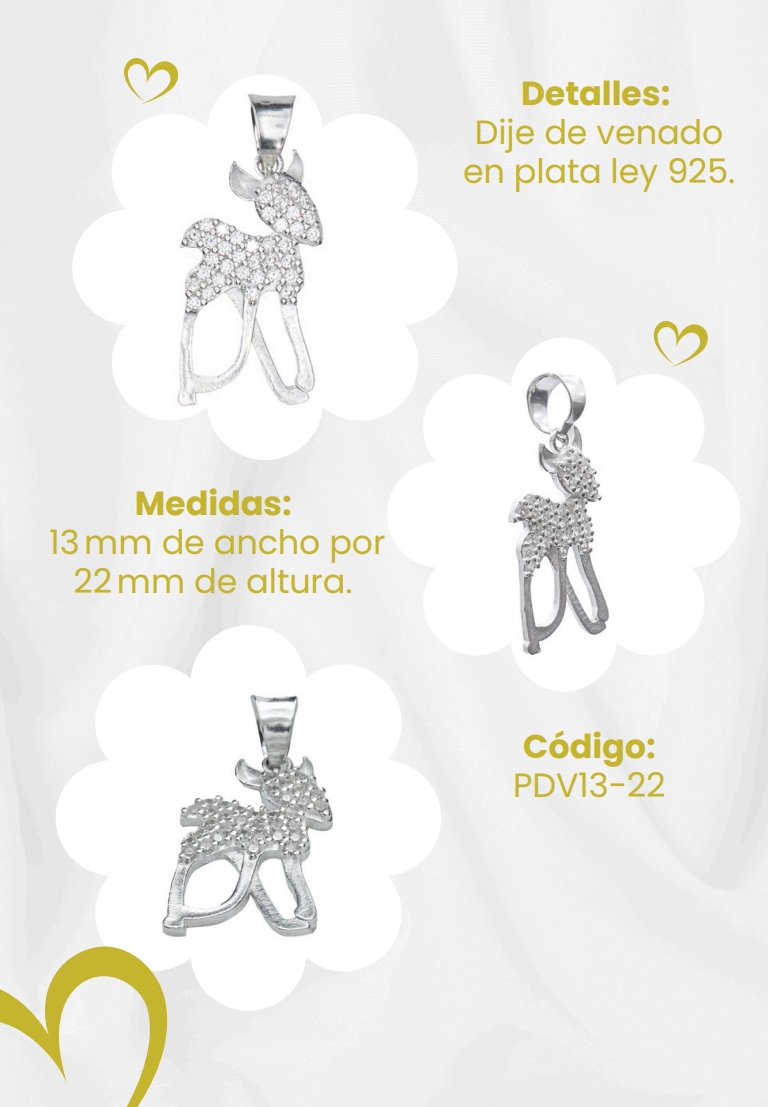 Detalles:
Dije de venado
en plata ley 925.
Medidas:
13 mm de ancho por
22 mm de altura.
Código:
PDV13-22